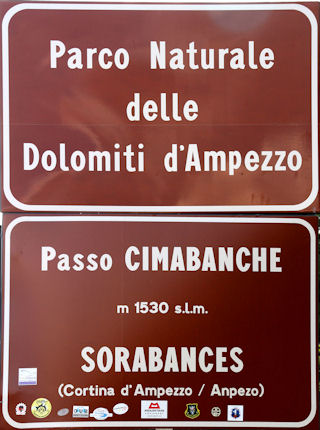 Parco Naturale
delle
Dolomiti d'Ampezzo
Passo CIMABANCHE
m 1530 s.l.m.
SORABANCES
(Cortina d'Ampezzo / Anpezo)